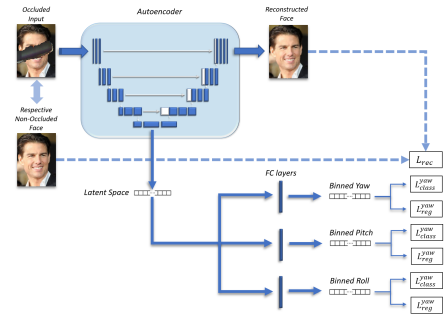 Occluded
Input
Autoencoder
Reconstructed
Face
Respective
Non-Occluded
Face
L_rec
Latent Space
FC layers
Binned Yaw
L^yaw_class
L^yaw_reg
Binned Pitch
L^yaw_class
L^yaw_reg
Binned Roll
L^yaw_class
L^yaw_reg